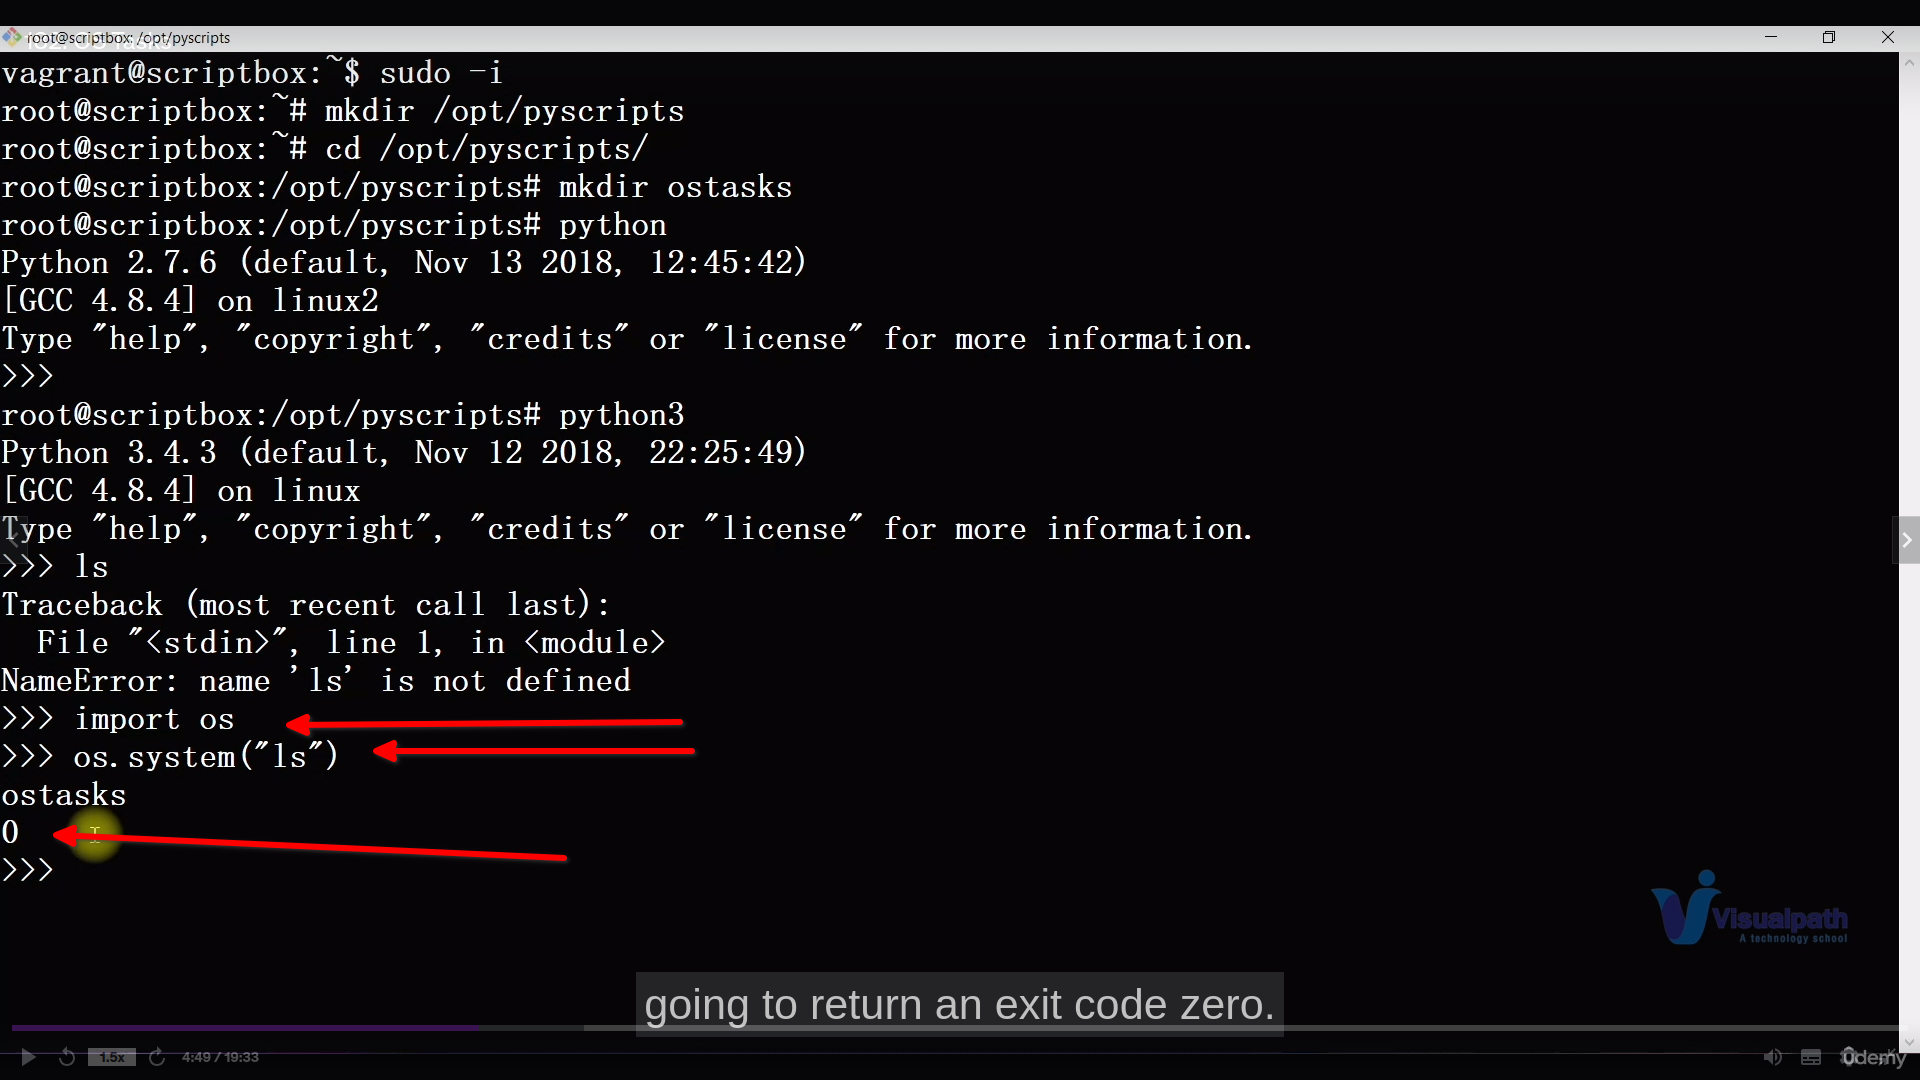 root@scriptbox: /opt/pyscripts
vagrant@scriptbox:~$ sudo -i
root@scriptbox:~# mkdir /opt/pyscripts
root@scriptbox:~# cd /opt/pyscripts/
root@scriptbox:/opt/pyscripts# mkdir ostasks
root@scriptbox:/opt/pyscripts# python
Python 2.7.6 (default, Nov 13 2018, 12:45:42)
[GCC 4.8.4] on linux2
Type "help", "copyright", "credits" or "license" for more information.
>>>
root@scriptbox:/opt/pyscripts# python3
Python 3.4.3 (default, Nov 12 2018, 22:25:49)
[GCC 4.8.4] on linux
Type "help", "copyright", "credits" or "license" for more information.
>>> ls
Traceback (most recent call last):
  File "<stdin>", line 1, in <module>
NameError: name 'ls' is not defined
>>> import os
>>> os.system("ls")
ostasks
0
>>>
Visualpath
A technology school
going to return an exit code zero.
1.5x
4:49 / 19:33
Udemy